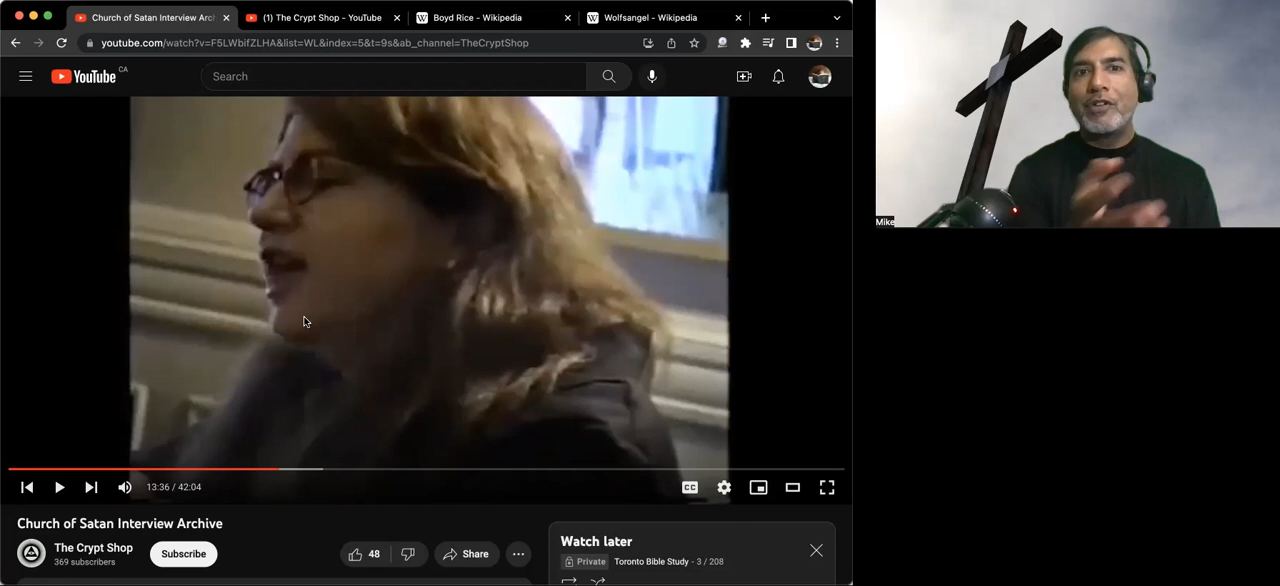 Church of Satan Interview Archi
(1) The Crypt Shop - YouTube
Boyd Rice - Wikipedia
Wolfsangel - Wikipedia
youtube.com/watch?v=F5LWbifZLHA&list=WL&index=5&t=9s&ab_channel=TheCryptShop
YouTube CA
Search
Mike
13:36 / 42:04
CC
Church of Satan Interview Archive
The Crypt Shop
369 subscribers
Subscribe
48
Share
Watch later
Private
Toronto Bible Study - 3 / 208